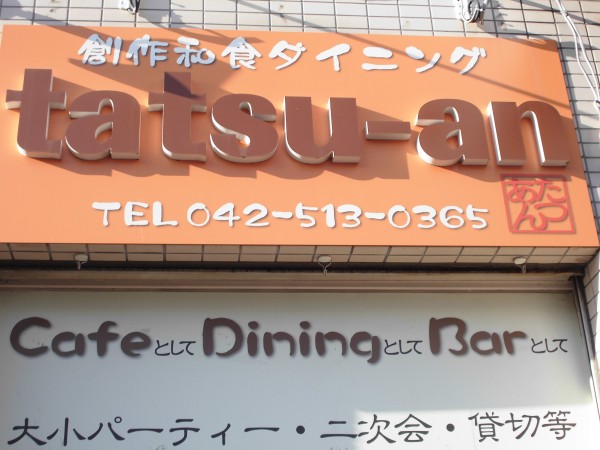 創作和食ダイニング
tatsu-an
たつあん
TEL 042-513-0365
Cafeとして Diningとして Barとして
大小パーティー・二次会・貸切等